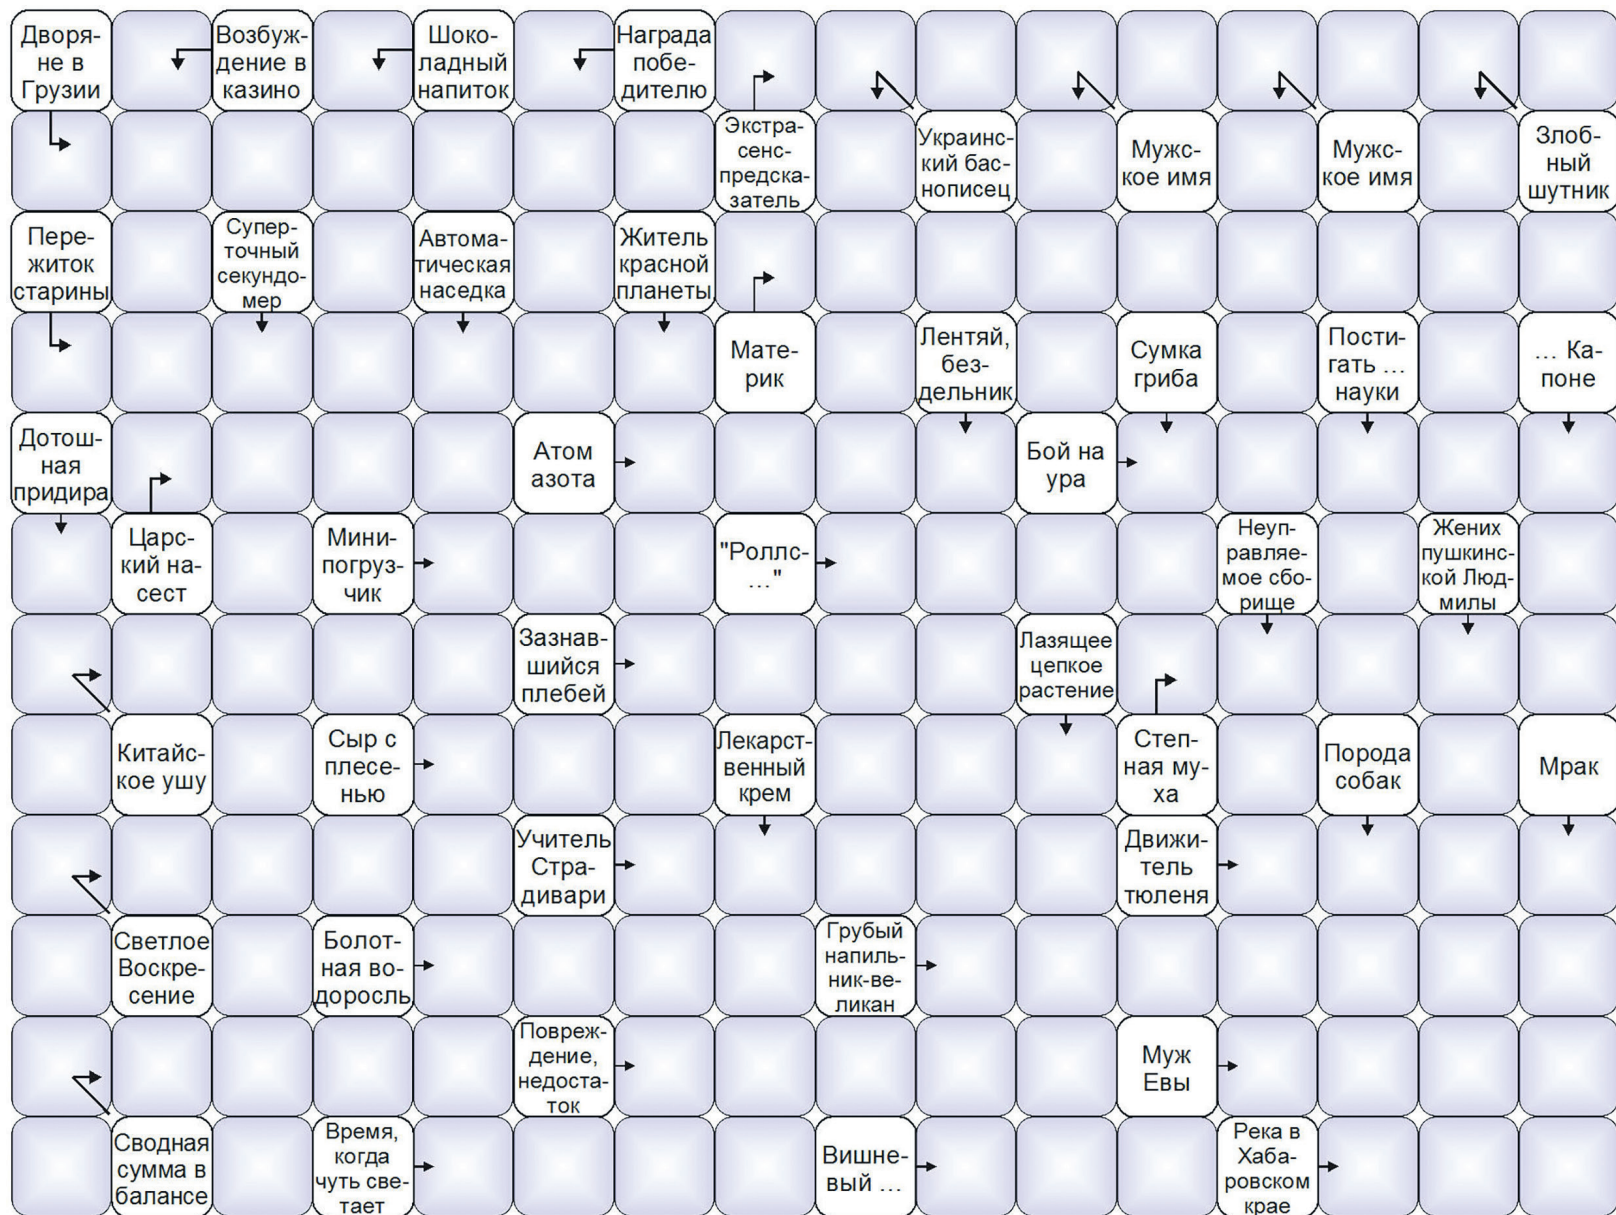 Дворя-
не в
Грузии
Возбуж-
дение в
казино
Шоко-
ладный
напиток
Награда
побе-
дителю
Экстра-
сенс-
предска-
затель
Украинс-
кий бас-
нописец
Мужс-
кое имя
Мужс-
кое имя
Злоб-
ный
шутник
Пере-
житок
старины
Супер-
точный
секундо-
мер
Автома-
тическая
наседка
Житель
красной
планеты
Мате-
рик
Лентяй,
без-
дельник
Сумка
гриба
Пости-
гать ...
науки
... Ка-
поне
Дотош-
ная
придира
Атом
азота
Бой на
ура
Царс-
кий на-
сест
Мини-
погруз-
чик
"Роллс-
..."
Неуп-
равляе-
мое сбо-
рище
Жених
пушкинс-
кой Люд-
милы
Зазнав-
шийся
плебей
Лазящее
цепкое
растение
Китайс-
кое ушу
Сыр с
плесе-
нью
Лекарст-
венный
крем
Степ-
ная му-
ха
Порода
собак
Мрак
Учитель
Стра-
дивари
Движи-
тель
тюленя
Светлое
Воскре-
сение
Болот-
ная во-
доросль
Грубый
напиль-
ник-ве-
ликан
Повреж-
дение,
недоста-
ток
Муж
Евы
Сводная
сумма в
балансе
Время,
когда
чуть све-
тает
Вишне-
вый ...
Река в
Хаба-
ровском
крае